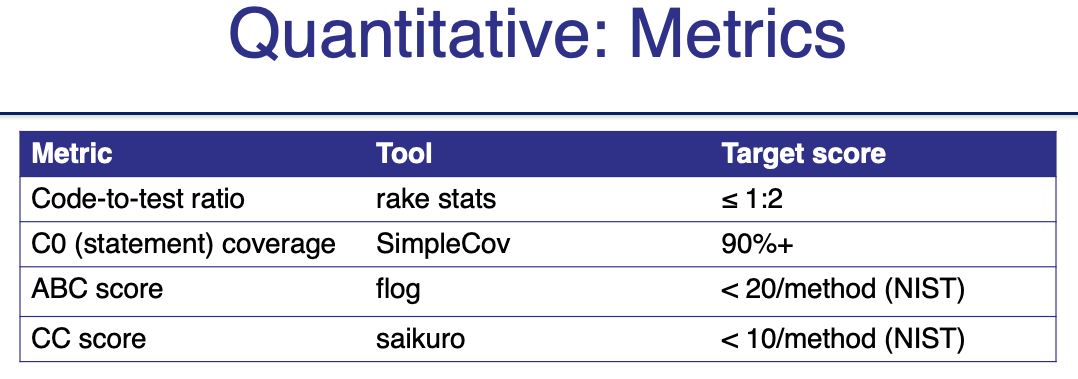 Quantitative: Metrics
Metric Tool Target score
Code-to-test ratio rake stats ≤ 1:2
C0 (statement) coverage SimpleCov 90%+
ABC score flog < 20/method (NIST)
CC score saikuro < 10/method (NIST)